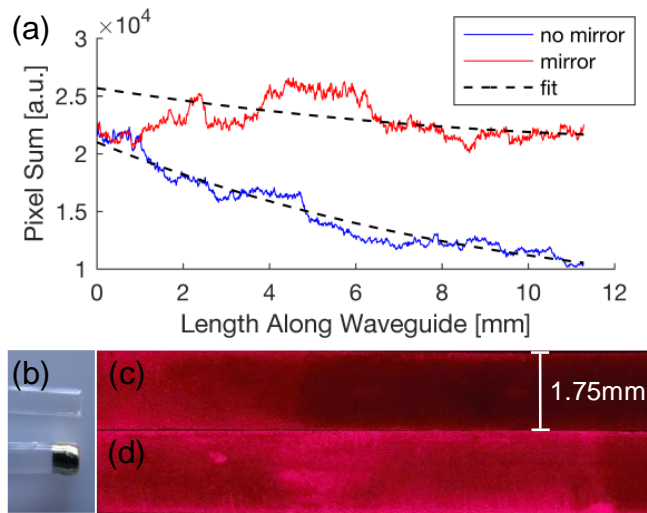 (a)
×10⁴
3
2.5
2
1.5
1
Pixel Sum [a.u.]
no mirror
mirror
fit
0
2
4
6
8
10
12
Length Along Waveguide [mm]
(b)
(c)
1.75mm
(d)